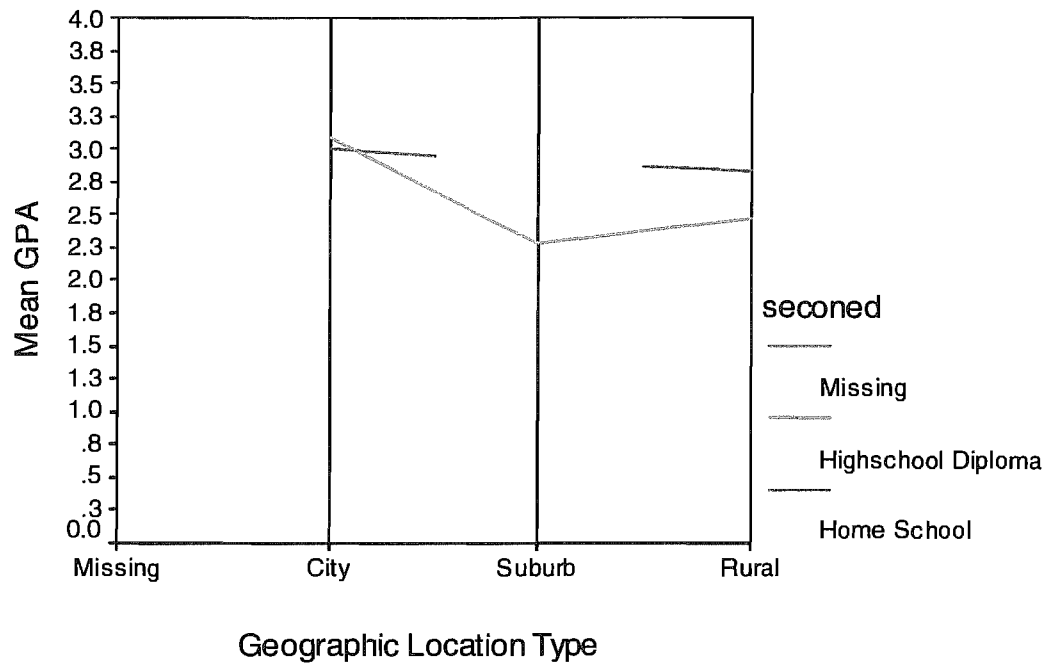 4.0
3.8
3.5
3.3
3.0
2.8
2.5
2.3
2.0
1.8
1.5
1.3
1.0
.8
.5
.3
0.0
Mean GPA
Missing City Suburb Rural
Geographic Location Type
seconed
Missing
Highschool Diploma
Home School